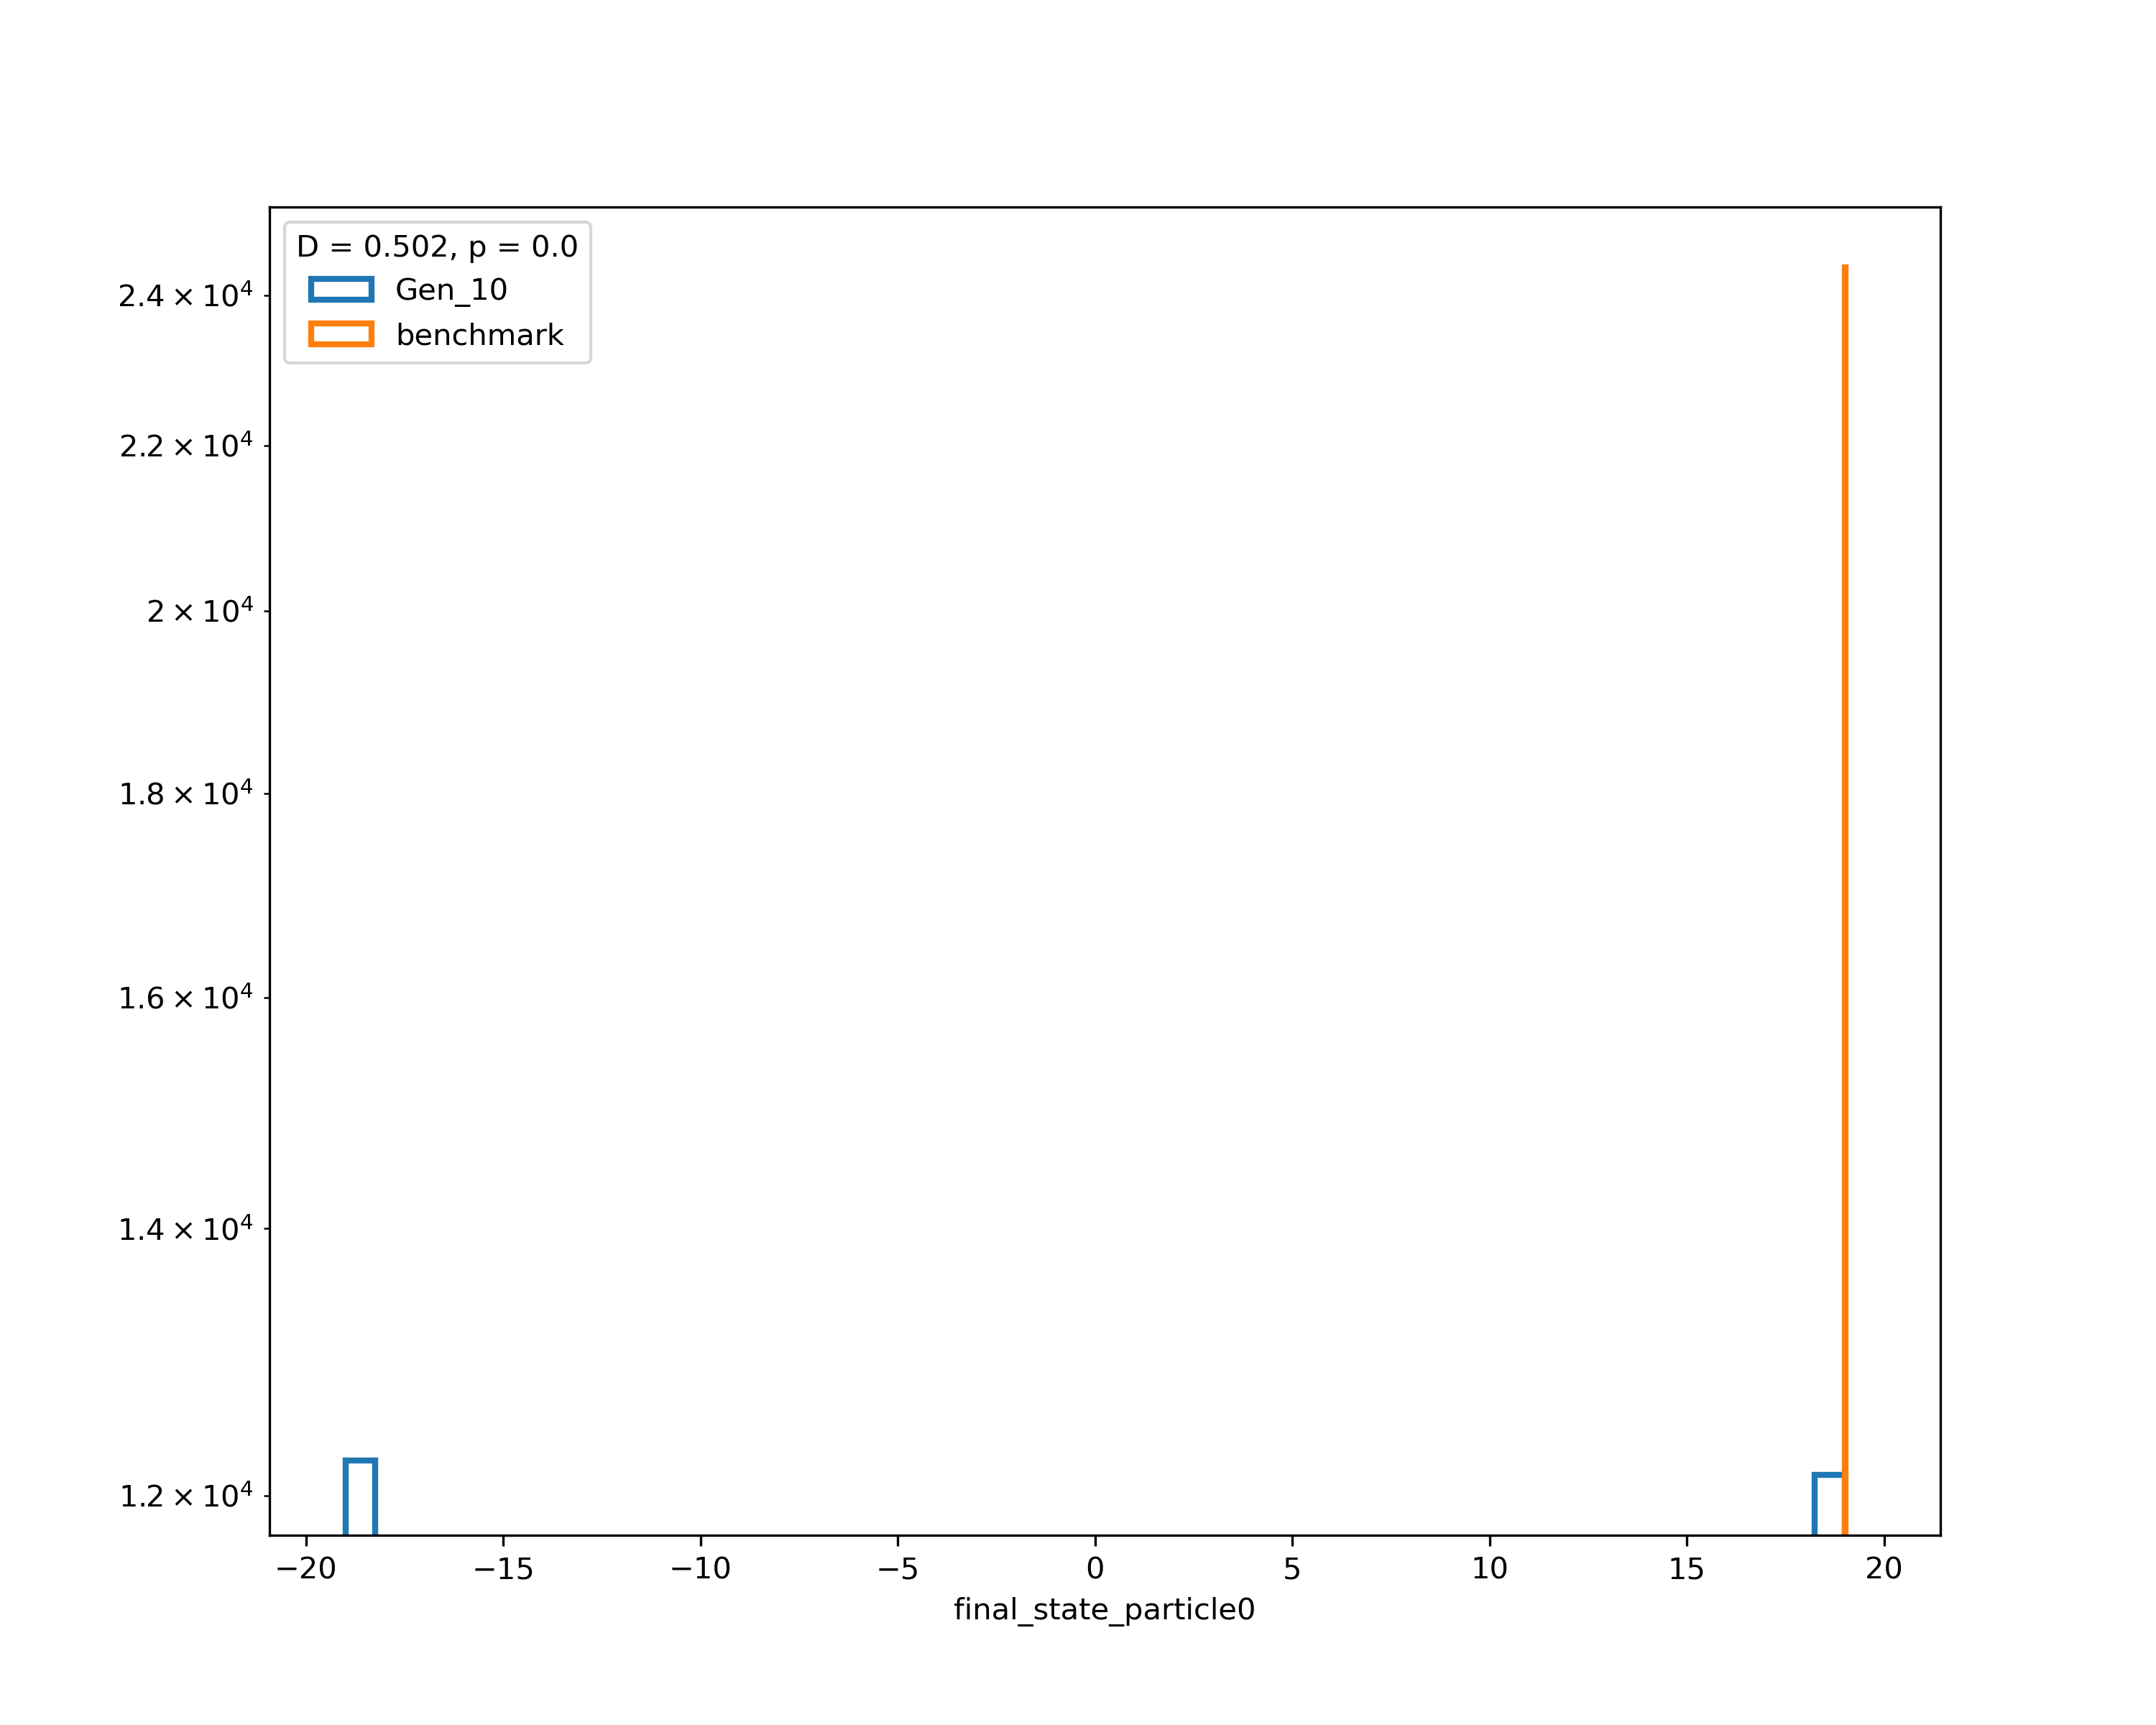 D = 0.502, p = 0.0
Gen_10
benchmark
2.4 × 10⁴
2.2 × 10⁴
2 × 10⁴
1.8 × 10⁴
1.6 × 10⁴
1.4 × 10⁴
1.2 × 10⁴
−20 −15 −10 −5 0 5 10 15 20
final_state_particle0